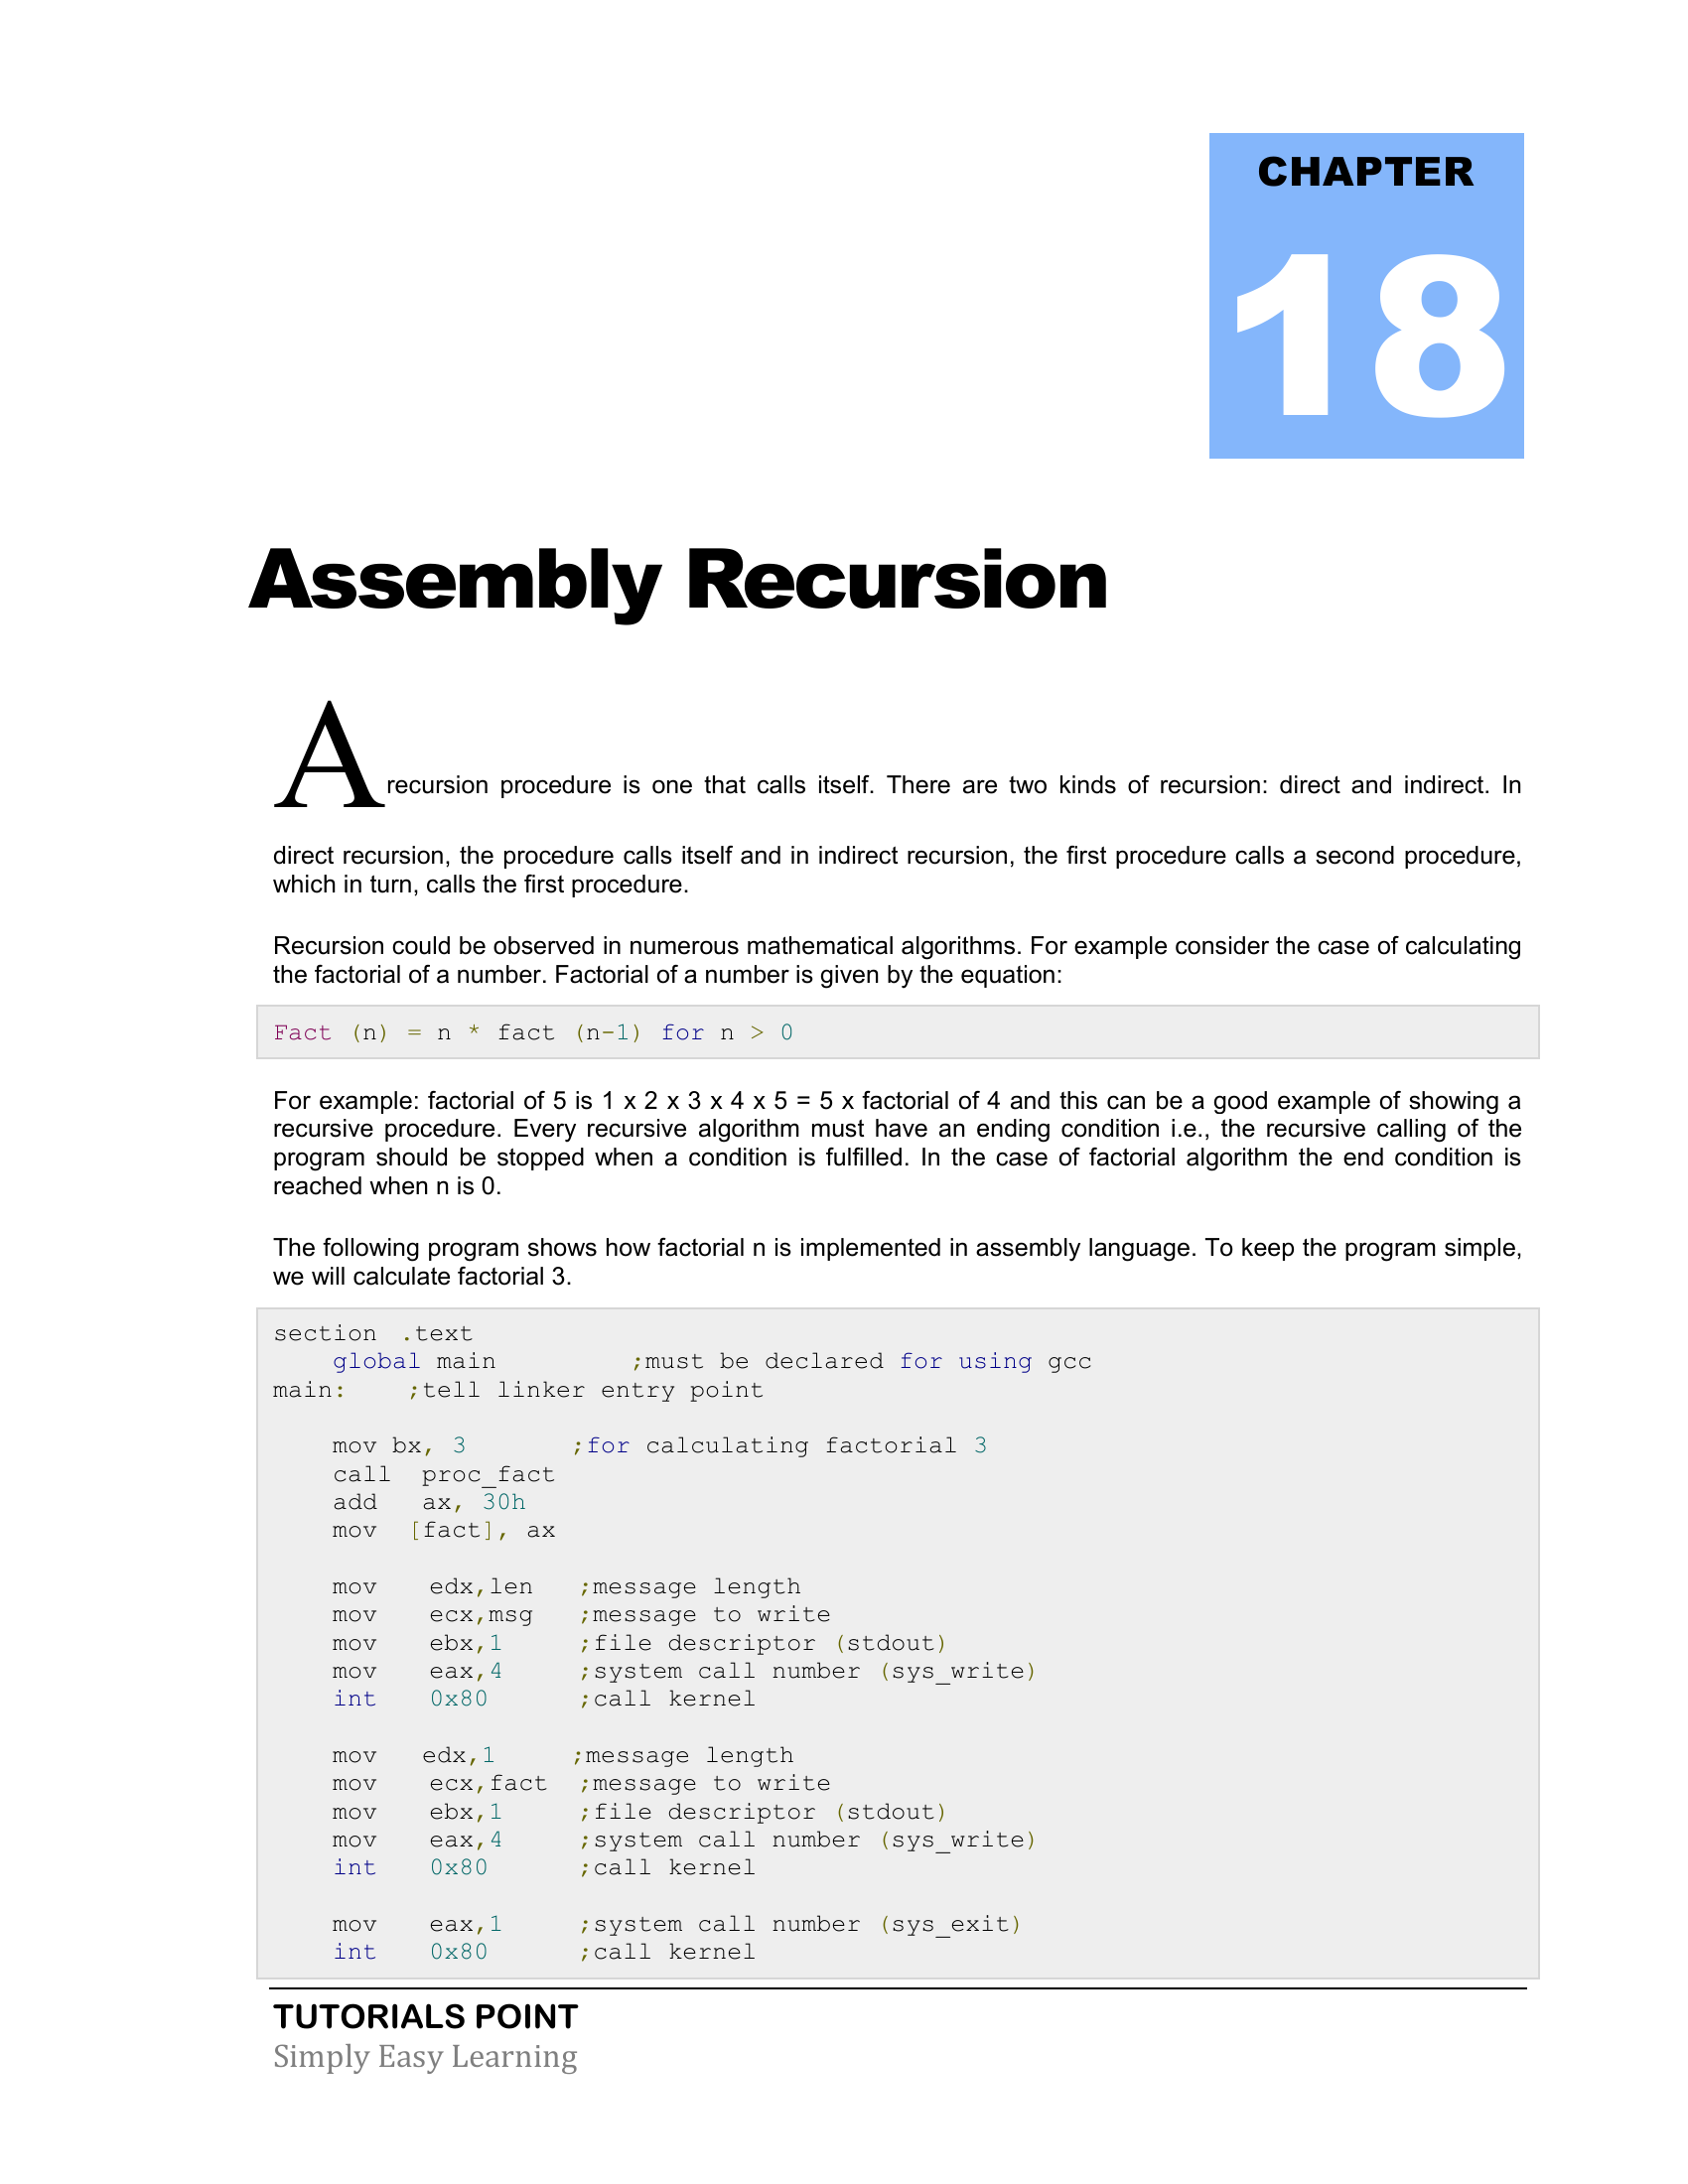 CHAPTER
18
Assembly Recursion
A recursion procedure is one that calls itself. There are two kinds of recursion: direct and indirect. In
direct recursion, the procedure calls itself and in indirect recursion, the first procedure calls a second procedure,
which in turn, calls the first procedure.
Recursion could be observed in numerous mathematical algorithms. For example consider the case of calculating
the factorial of a number. Factorial of a number is given by the equation:
Fact (n) = n * fact (n-1) for n > 0
For example: factorial of 5 is 1 x 2 x 3 x 4 x 5 = 5 x factorial of 4 and this can be a good example of showing a
recursive procedure. Every recursive algorithm must have an ending condition i.e., the recursive calling of the
program should be stopped when a condition is fulfilled. In the case of factorial algorithm the end condition is
reached when n is 0.
The following program shows how factorial n is implemented in assembly language. To keep the program simple,
we will calculate factorial 3.
section .text
    global main         ;must be declared for using gcc
main:    ;tell linker entry point
    mov bx, 3       ;for calculating factorial 3
    call  proc_fact
    add   ax, 30h
    mov  [fact], ax
    mov   edx,len   ;message length
    mov   ecx,msg   ;message to write
    mov   ebx,1     ;file descriptor (stdout)
    mov   eax,4     ;system call number (sys_write)
    int   0x80      ;call kernel
    mov   edx,1     ;message length
    mov   ecx,fact  ;message to write
    mov   ebx,1     ;file descriptor (stdout)
    mov   eax,4     ;system call number (sys_write)
    int   0x80      ;call kernel
    mov   eax,1     ;system call number (sys_exit)
    int   0x80      ;call kernel
TUTORIALS POINT
Simply Easy Learning